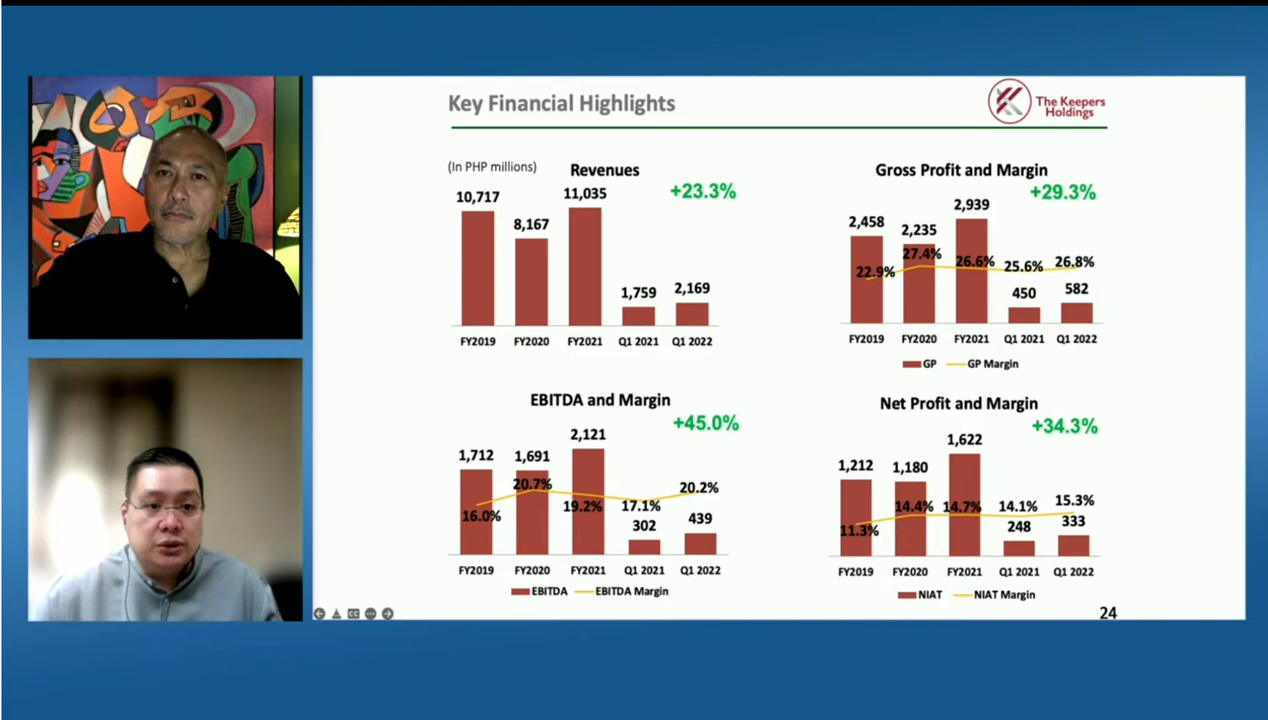 Key Financial Highlights
The Keepers
Holdings
(In PHP millions)
Revenues
+23.3%
10,717
8,167
11,035
1,759
2,169
FY2019
FY2020
FY2021
Q1 2021
Q1 2022
Gross Profit and Margin
+29.3%
2,458
2,235
2,939
450
582
22.9%
27.4%
26.6%
25.6%
26.8%
FY2019
FY2020
FY2021
Q1 2021
Q1 2022
GP
GP Margin
EBITDA and Margin
+45.0%
1,712
1,691
2,121
302
439
16.0%
20.7%
19.2%
17.1%
20.2%
FY2019
FY2020
FY2021
Q1 2021
Q1 2022
EBITDA
EBITDA Margin
Net Profit and Margin
+34.3%
1,212
1,180
1,622
248
333
11.3%
14.4%
14.7%
14.1%
15.3%
FY2019
FY2020
FY2021
Q1 2021
Q1 2022
NIAT
NIAT Margin
24